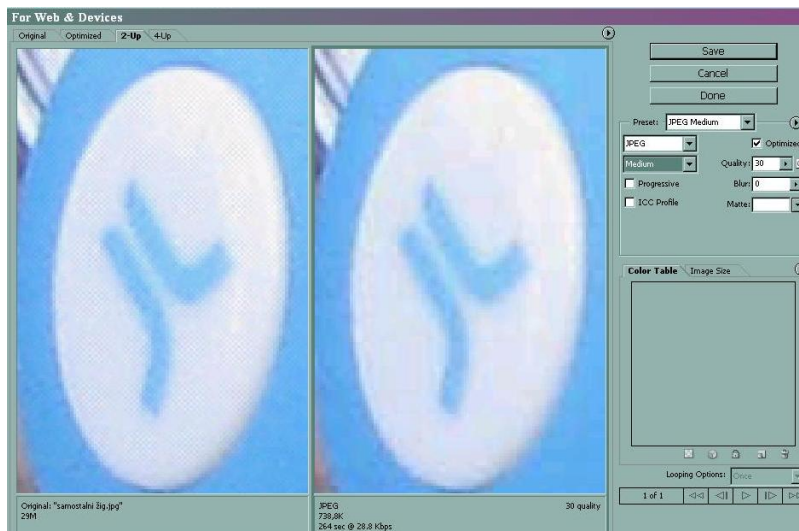 For Web & Devices
Original Optimized 2-Up 4-Up
Save
Cancel
Done
Preset: JPEG Medium
JPEG Optimized
Medium Quality: 30
Progressive Blur: 0
ICC Profile Matte:
Color Table Image Size
Looping Options: Once
1 of 1
Original: "samostalni žig.jpg"
29M
JPEG 30 quality
738,8K
264 sec @ 28.8 Kbps